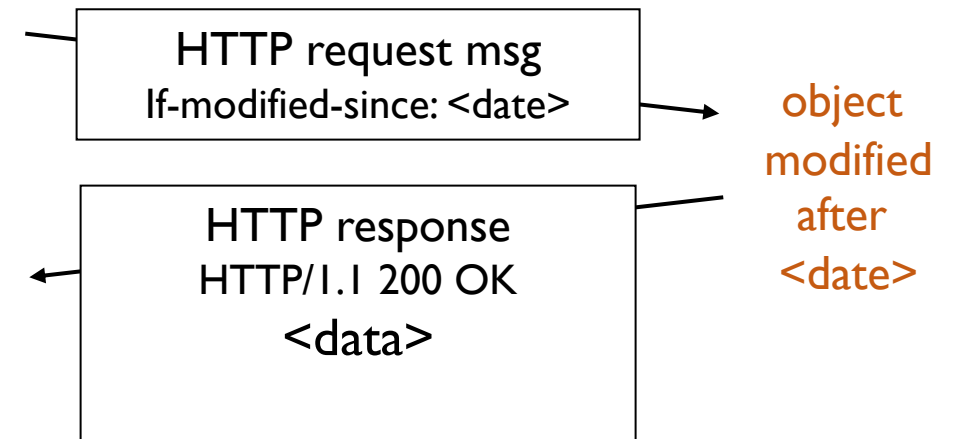 HTTP request msg
If-modified-since: <date>
object
modified
after
<date>
HTTP response
HTTP/1.1 200 OK
<data>